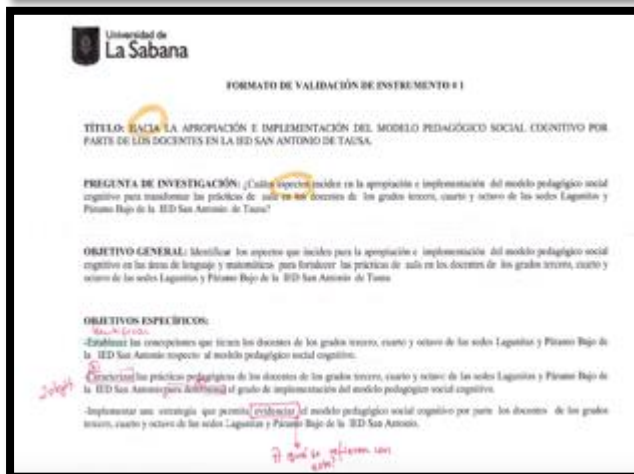 Universidad de
La Sabana
FORMATO DE VALIDACIÓN DE INSTRUMENTO # 1
TÍTULO: HACIA LA APROPIACIÓN E IMPLEMENTACIÓN DEL MODELO PEDAGÓGICO SOCIAL COGNITIVO POR
PARTE DE LOS DOCENTES EN LA IED SAN ANTONIO DE TAUSA.
PREGUNTA DE INVESTIGACIÓN: ¿Cuáles aspectos inciden en la apropiación e implementación del modelo pedagógico social
cognitivo para transformar las prácticas de aula en los docentes de los grados tercero, cuarto y octavo de las sedes Lagunitas y
Páramo Bajo de la IED San Antonio de Tausa?
OBJETIVO GENERAL: Identificar los aspectos que inciden para la apropiación e implementación del modelo pedagógico social
cognitivo en las áreas de lenguaje y matemáticas para fortalecer las prácticas de aula en los docentes de los grados tercero, cuarto y
octavo de las sedes Lagunitas y Páramo Bajo de la IED San Antonio de Tausa
OBJETIVOS ESPECÍFICOS:
-Establecer las concepciones que tienen los docentes de los grados tercero, cuarto y octavo de las sedes Lagunitas y Páramo Bajo de
la IED San Antonio respecto al modelo pedagógico social cognitivo.
-Caracterizar las prácticas pedagógicas de los docentes de los grados tercero, cuarto y octavo de las sedes Lagunitas y Páramo Bajo de
la IED San Antonio para determinar el grado de implementación del modelo pedagógico social cognitivo.
-Implementar una estrategia que permita evidenciar el modelo pedagógico social cognitivo por parte los docentes de los grados
tercero, cuarto y octavo de las sedes Lagunitas y Páramo Bajo de la IED San Antonio.
a qué se refieren con
esto?